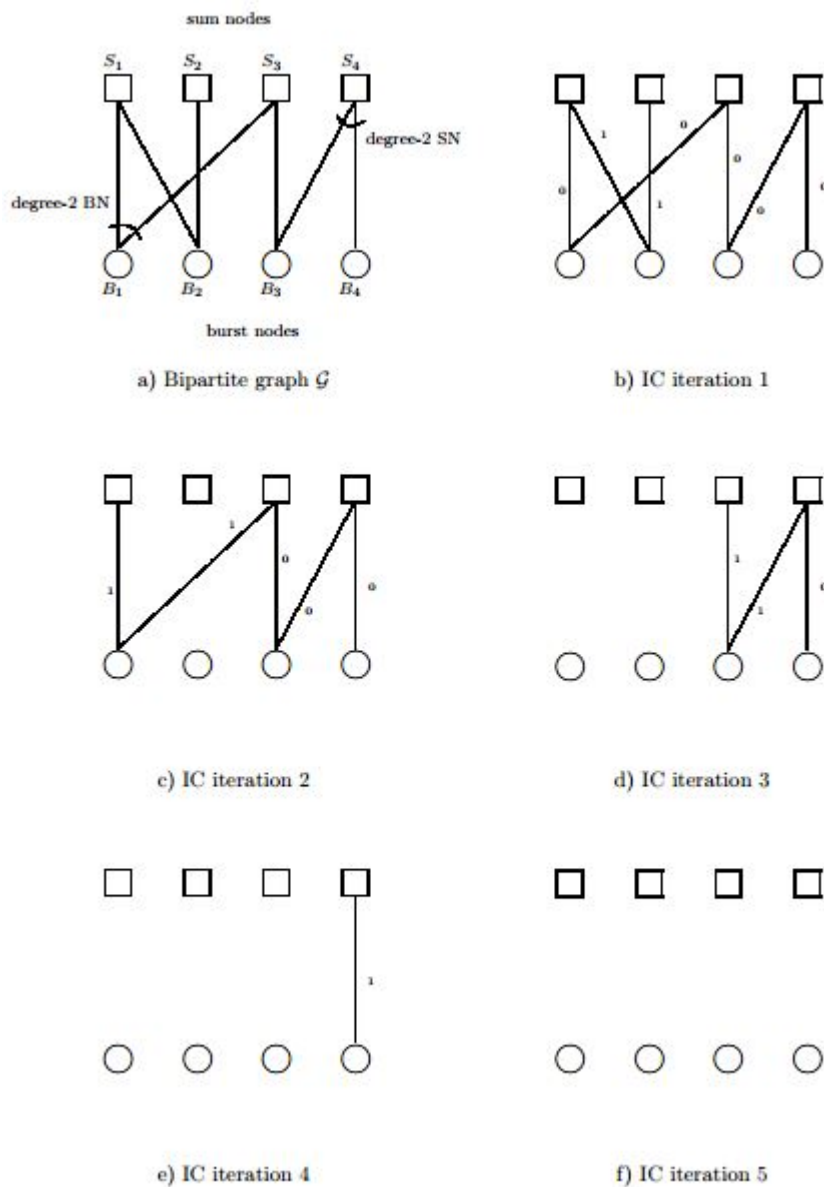 sum nodes
S₁ S₂ S₃ S₄
degree-2 SN
degree-2 BN
B₁ B₂ B₃ B₄
burst nodes
a) Bipartite graph 𝒢
1 0
0 0
0 1 0
b) IC iteration 1
1
0
1 0
0
c) IC iteration 2
1
1
d) IC iteration 3
1
e) IC iteration 4
f) IC iteration 5